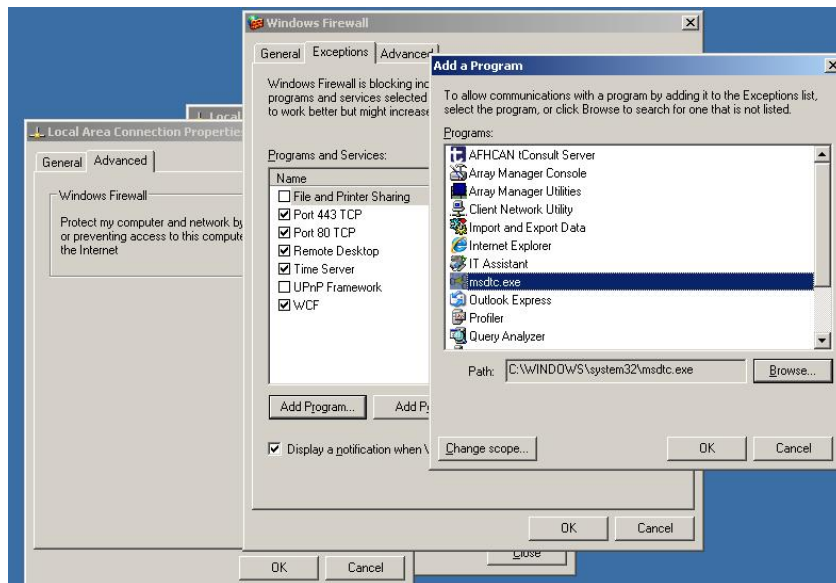 Windows Firewall
General Exceptions Advanced
Windows Firewall is blocking
programs and services selected
to work better but might increase
Programs and Services:
Name
File and Printer Sharing
Port 443 TCP
Port 80 TCP
Remote Desktop
Time Server
UPnP Framework
WCF
Add Program... Add
Display a notification when
OK Cancel
Add a Program
To allow communications with a program by adding it to the Exceptions list,
select the program, or click Browse to search for one that is not listed.
Programs:
AFHCAN tConsult Server
Array Manager Console
Array Manager Utilities
Client Network Utility
Import and Export Data
Internet Explorer
IT Assistant
msdtc.exe
Outlook Express
Profiler
Query Analyzer
Path: C:\WINDOWS\system32\msdtc.exe Browse...
Change scope... OK Cancel
Local
Local Area Connection Properties
General Advanced
Windows Firewall
Protect my computer and network by
or preventing access to this compute
the Internet
OK Cancel
Close